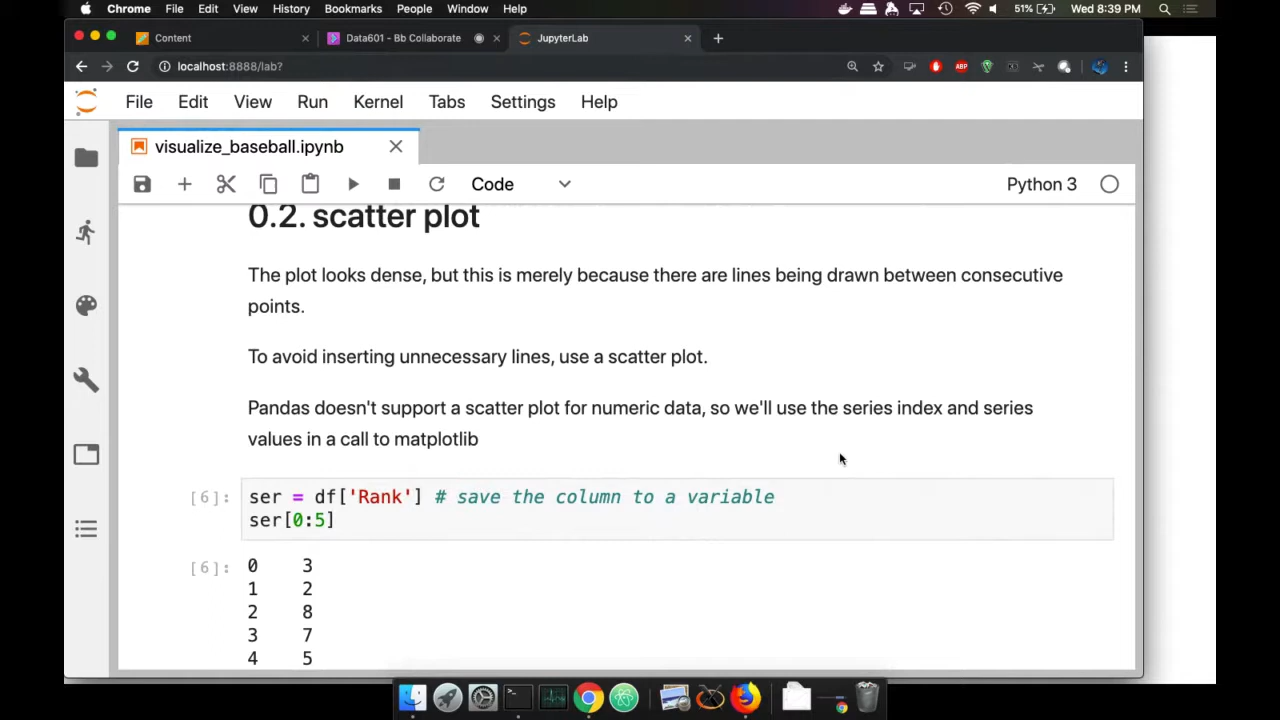 Chrome File Edit View History Bookmarks People Window Help 51% Wed 8:39 PM
Content Data601 - Bb Collaborate JupyterLab
localhost:8888/lab?
ABP
File Edit View Run Kernel Tabs Settings Help
visualize_baseball.ipynb
Code Python 3
0.2. scatter plot
The plot looks dense, but this is merely because there are lines being drawn between consecutive
points.
To avoid inserting unnecessary lines, use a scatter plot.
Pandas doesn't support a scatter plot for numeric data, so we'll use the series index and series
values in a call to matplotlib
[6]: ser = df['Rank'] # save the column to a variable
ser[0:5]
[6]: 0 3
1 2
2 8
3 7
4 5